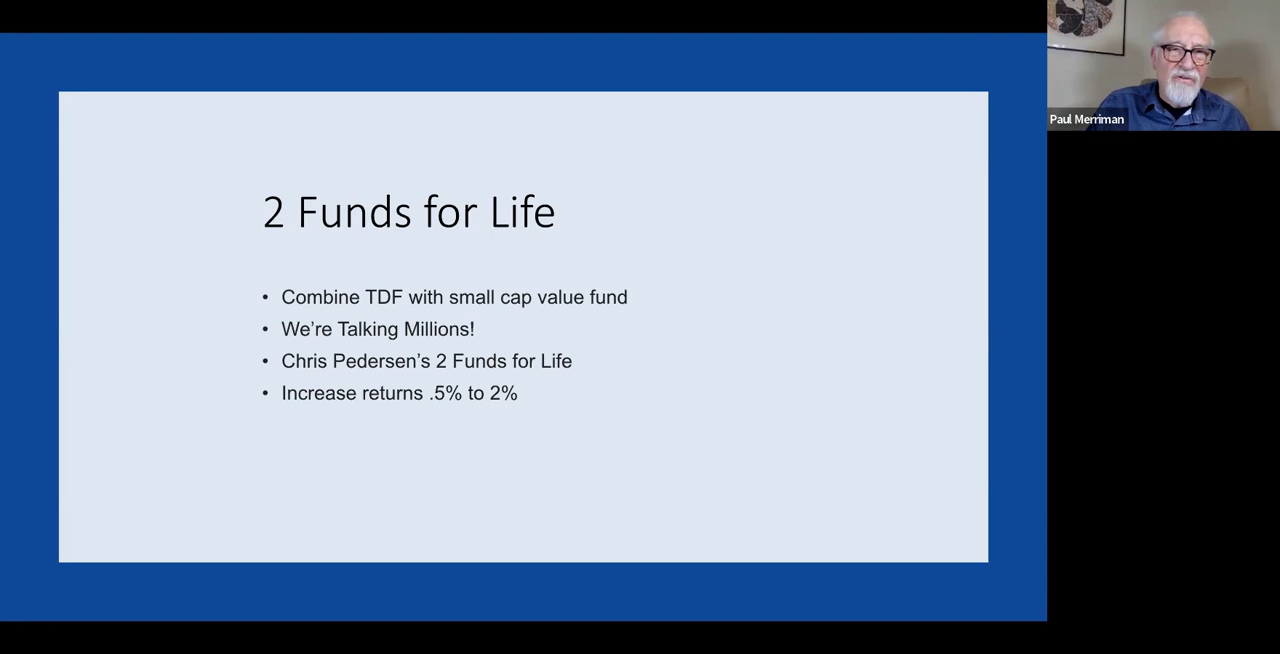 2 Funds for Life
• Combine TDF with small cap value fund
• We’re Talking Millions!
• Chris Pedersen’s 2 Funds for Life
• Increase returns .5% to 2%
Paul Merriman